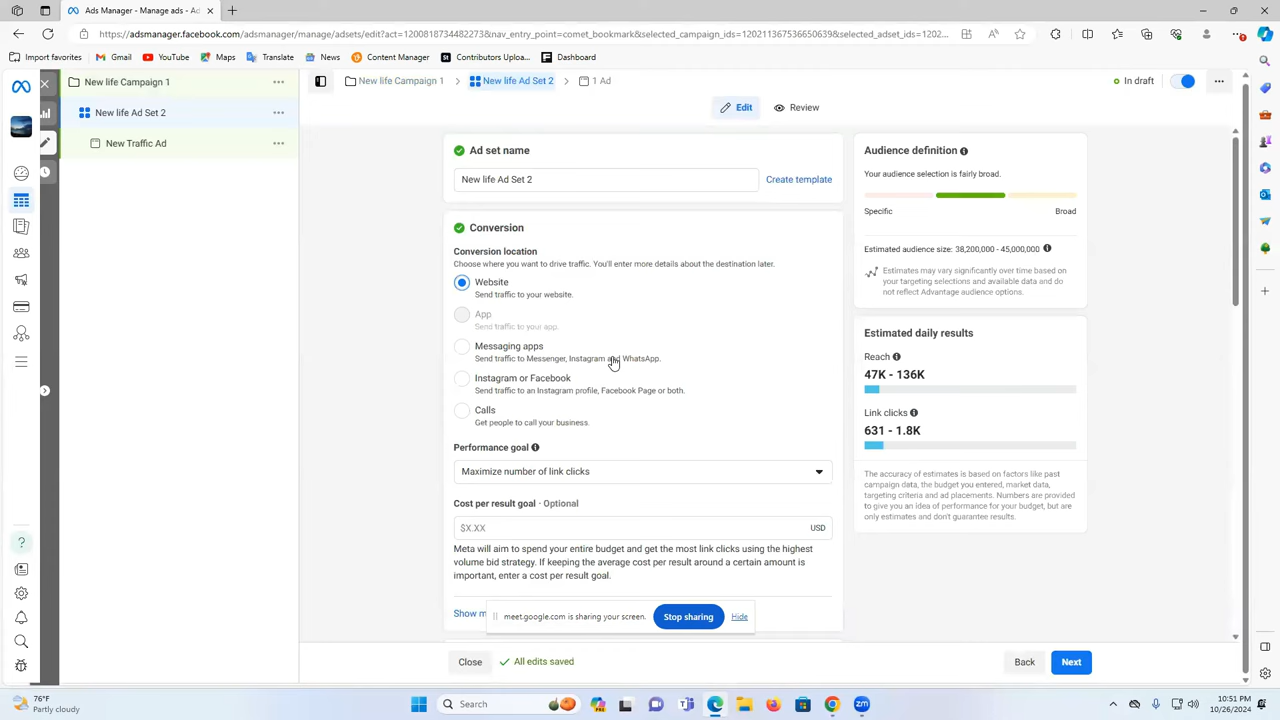 Ads Manager - Manage ads - Ad
https://adsmanager.facebook.com/adsmanager/manage/adsets/edit?act=1200818734482273&nav_entry_point=comet_bookmark&selected_campaign_ids=120211367536650639&selected_adset_ids=1202...
Import favorites
Gmail
YouTube
Maps
Translate
News
Content Manager
Contributors Uploa...
Dashboard
New life Campaign 1
New life Ad Set 2
New Traffic Ad
New life Campaign 1
New life Ad Set 2
1 Ad
In draft
Edit
Review
Ad set name
New life Ad Set 2
Create template
Conversion
Conversion location
Choose where you want to drive traffic. You'll enter more details about the destination later.
Website
Send traffic to your website.
App
Send traffic to your app.
Messaging apps
Send traffic to Messenger, Instagram and WhatsApp.
Instagram or Facebook
Send traffic to an Instagram profile, Facebook Page or both.
Calls
Get people to call your business.
Performance goal
Maximize number of link clicks
Cost per result goal · Optional
$X.XX
USD
Meta will aim to spend your entire budget and get the most link clicks using the highest
volume bid strategy. If keeping the average cost per result around a certain amount is
important, enter a cost per result goal.
Show m
meet.google.com is sharing your screen.
Stop sharing
Hide
Close
All edits saved
Back
Next
Audience definition
Your audience selection is fairly broad.
Specific
Broad
Estimated audience size: 38,200,000 - 45,000,000
Estimates may vary significantly over time based on
your targeting selections and available data and do
not reflect Advantage audience options.
Estimated daily results
Reach
47K - 136K
Link clicks
631 - 1.8K
The accuracy of estimates is based on factors like past
campaign data, the budget you entered, market data,
targeting criteria and ad placements. Numbers are provided
to give you an idea of performance for your budget, but are
only estimates and don't guarantee results.
76°F
Partly cloudy
Search
10:51 PM
10/26/2024